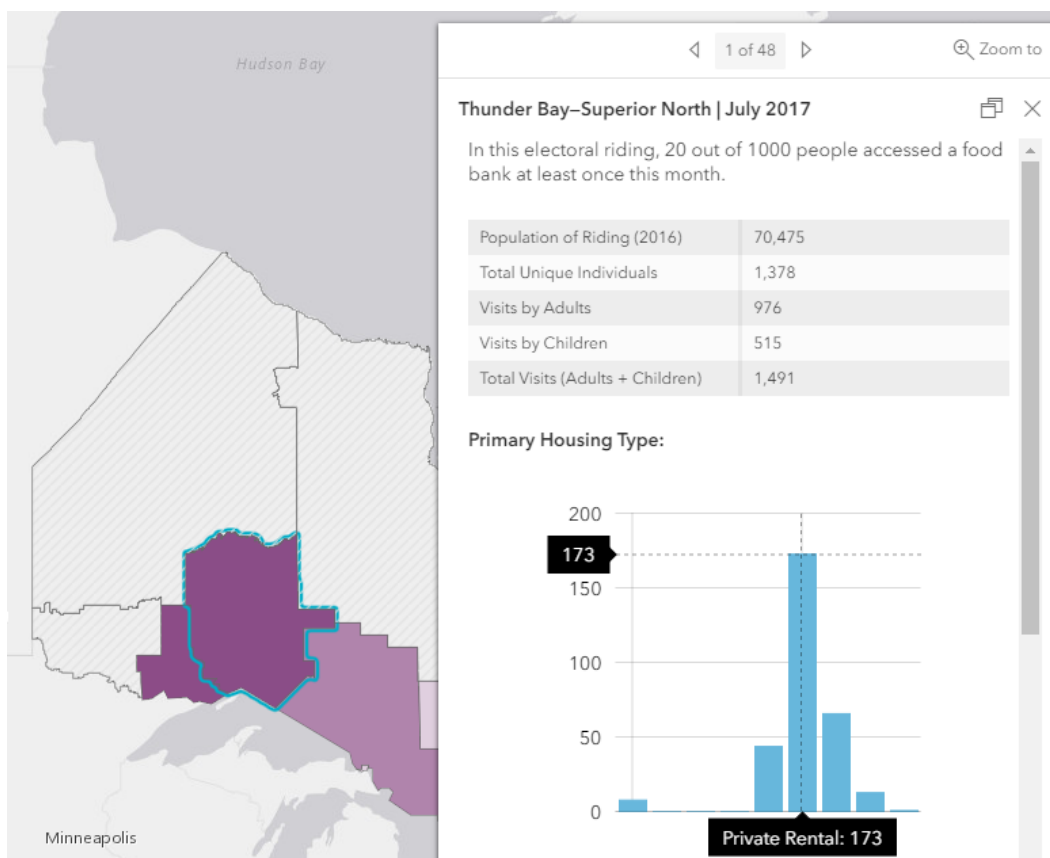 Hudson Bay
Minneapolis
1 of 48
Zoom to
Thunder Bay–Superior North | July 2017
In this electoral riding, 20 out of 1000 people accessed a food
bank at least once this month.
Population of Riding (2016) 70,475
Total Unique Individuals 1,378
Visits by Adults 976
Visits by Children 515
Total Visits (Adults + Children) 1,491
Primary Housing Type:
200
173
150
100
50
0
Private Rental: 173